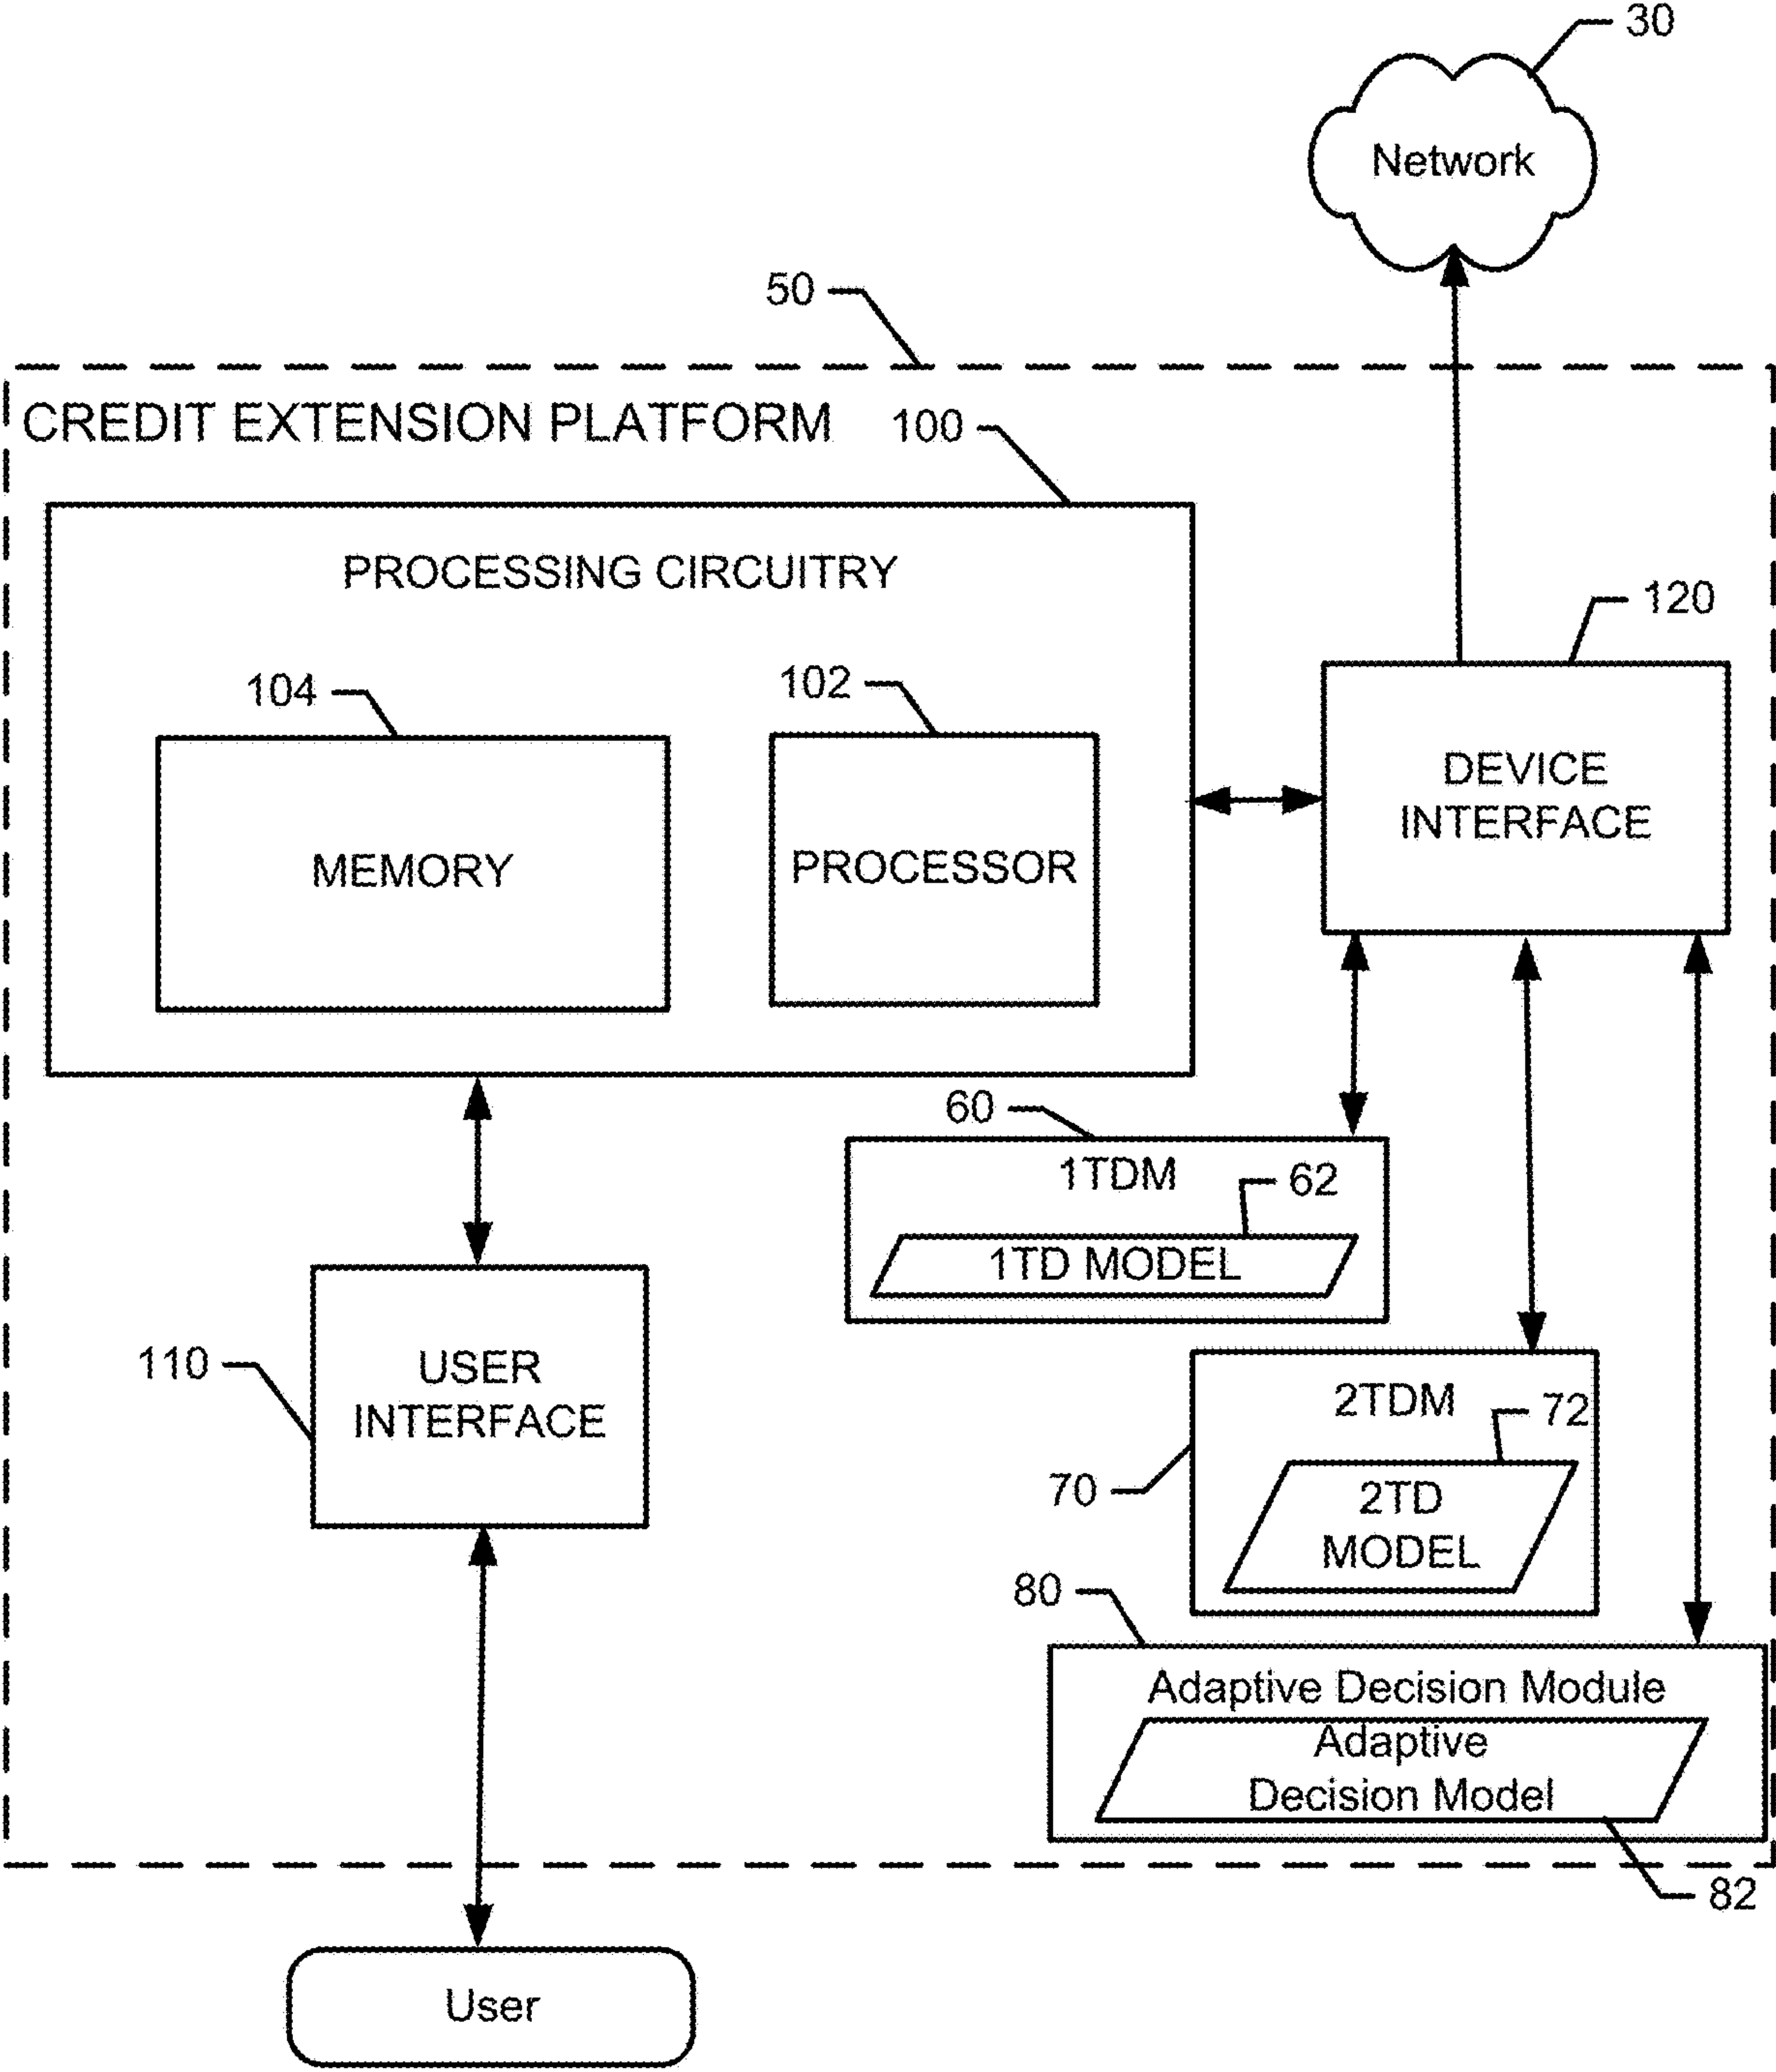 30
Network
50
CREDIT EXTENSION PLATFORM
100
PROCESSING CIRCUITRY
120
104
102
DEVICE
INTERFACE
MEMORY
PROCESSOR
60
1TDM
62
1TD MODEL
110
USER
INTERFACE
2TDM
72
70
2TD
MODEL
80
Adaptive Decision Module
Adaptive
Decision Model
82
User